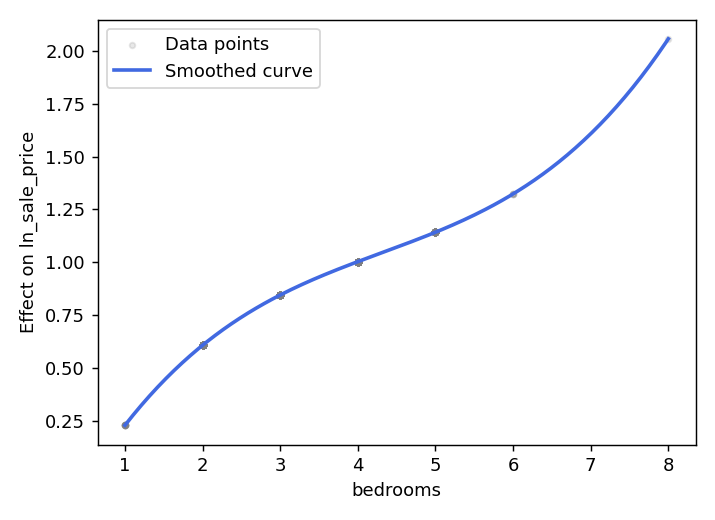 2.00
1.75
1.50
1.25
1.00
0.75
0.50
0.25
Effect on ln_sale_price
Data points
Smoothed curve
1 2 3 4 5 6 7 8
bedrooms